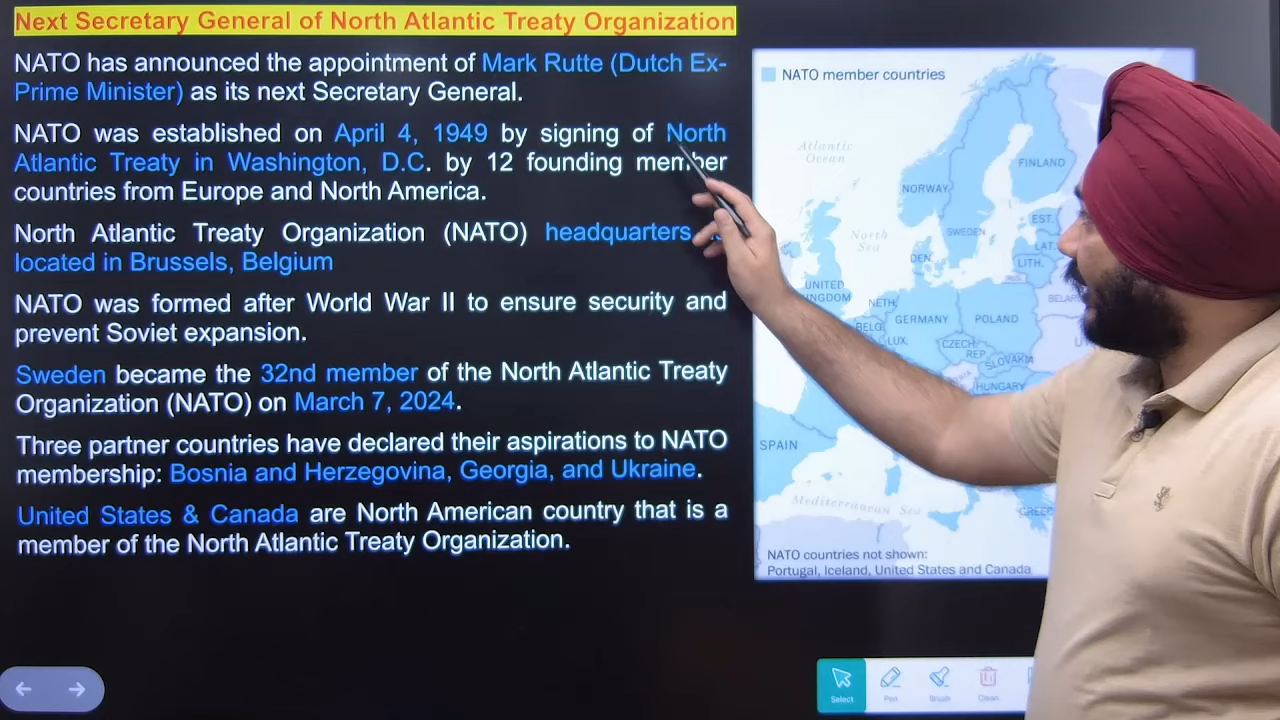 Next Secretary General of North Atlantic Treaty Organization
NATO has announced the appointment of Mark Rutte (Dutch Ex-
Prime Minister) as its next Secretary General.
NATO was established on April 4, 1949 by signing of North
Atlantic Treaty in Washington, D.C. by 12 founding member
countries from Europe and North America.
North Atlantic Treaty Organization (NATO) headquarters
located in Brussels, Belgium
NATO was formed after World War II to ensure security and
prevent Soviet expansion.
Sweden became the 32nd member of the North Atlantic Treaty
Organization (NATO) on March 7, 2024.
Three partner countries have declared their aspirations to NATO
membership: Bosnia and Herzegovina, Georgia, and Ukraine.
United States & Canada are North American country that is a
member of the North Atlantic Treaty Organization.
NATO member countries
Atlantic
Ocean
FINLAND
NORWAY
EST.
North
Sea
SWEDEN
LAT.
DEN.
LITH.
UNITED
NETH.
GERMANY
POLAND
BELG.
LUX.
CZECH
REP.
SLOVAKIA
HUNGARY
SPAIN
Mediterranean Sea
NATO countries not shown:
Portugal, Iceland, United States and Canada
Select
Pen
Brush
Clean